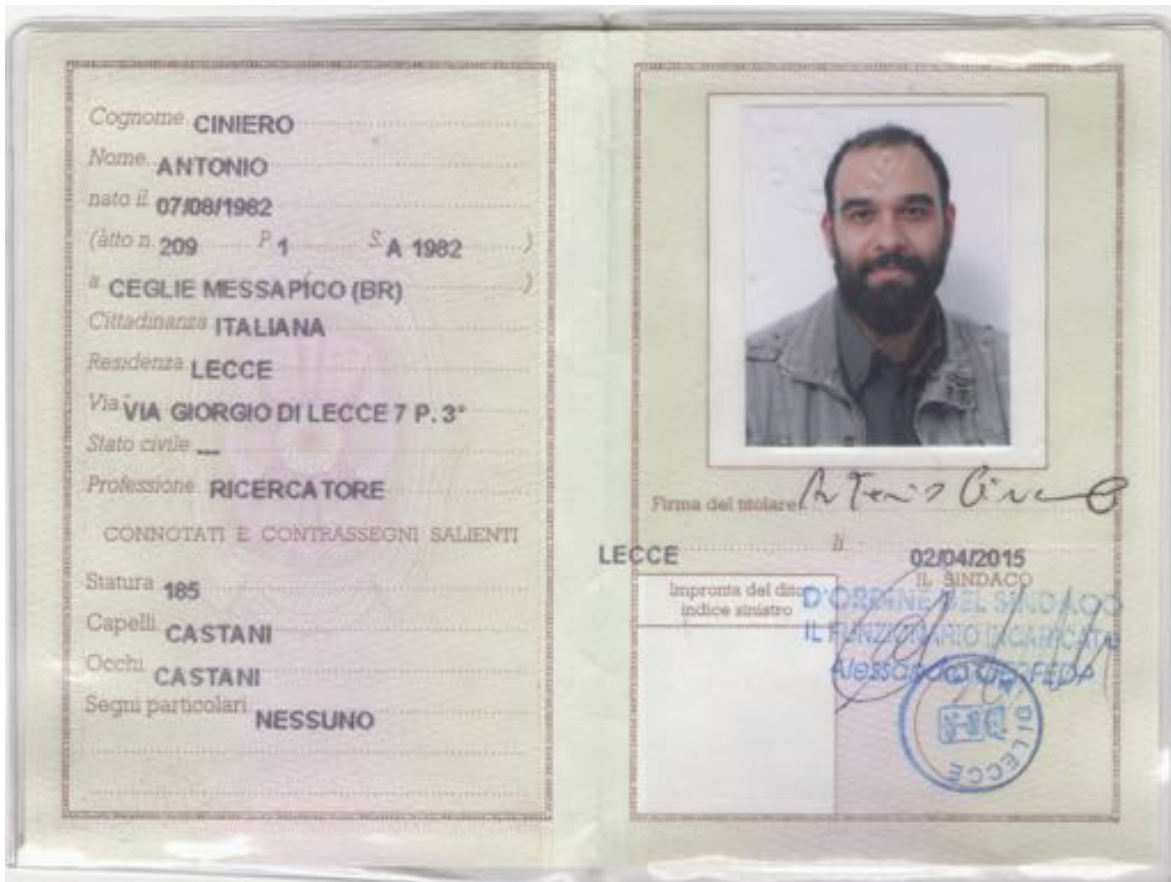 Cognome CINIERO
Nome ANTONIO
nato il 07/08/1982
(atto n. 209 P. 1 S. A 1982 )
a CEGLIE MESSAPICO (BR) )
Cittadinanza ITALIANA
Residenza LECCE
Via VIA GIORGIO DI LECCE 7 P. 3°
Stato civile ---
Professione RICERCATORE
CONNOTATI E CONTRASSEGNI SALIENTI
Statura 185
Capelli CASTANI
Occhi CASTANI
Segni particolari NESSUNO
Firma del titolare Antonio
LECCE li 02/04/2015
IL SINDACO
Impronta del dito
indice sinistro
D'ORDINE DEL SINDACO
IL FUNZIONARIO INCARICATO
DI LECCE